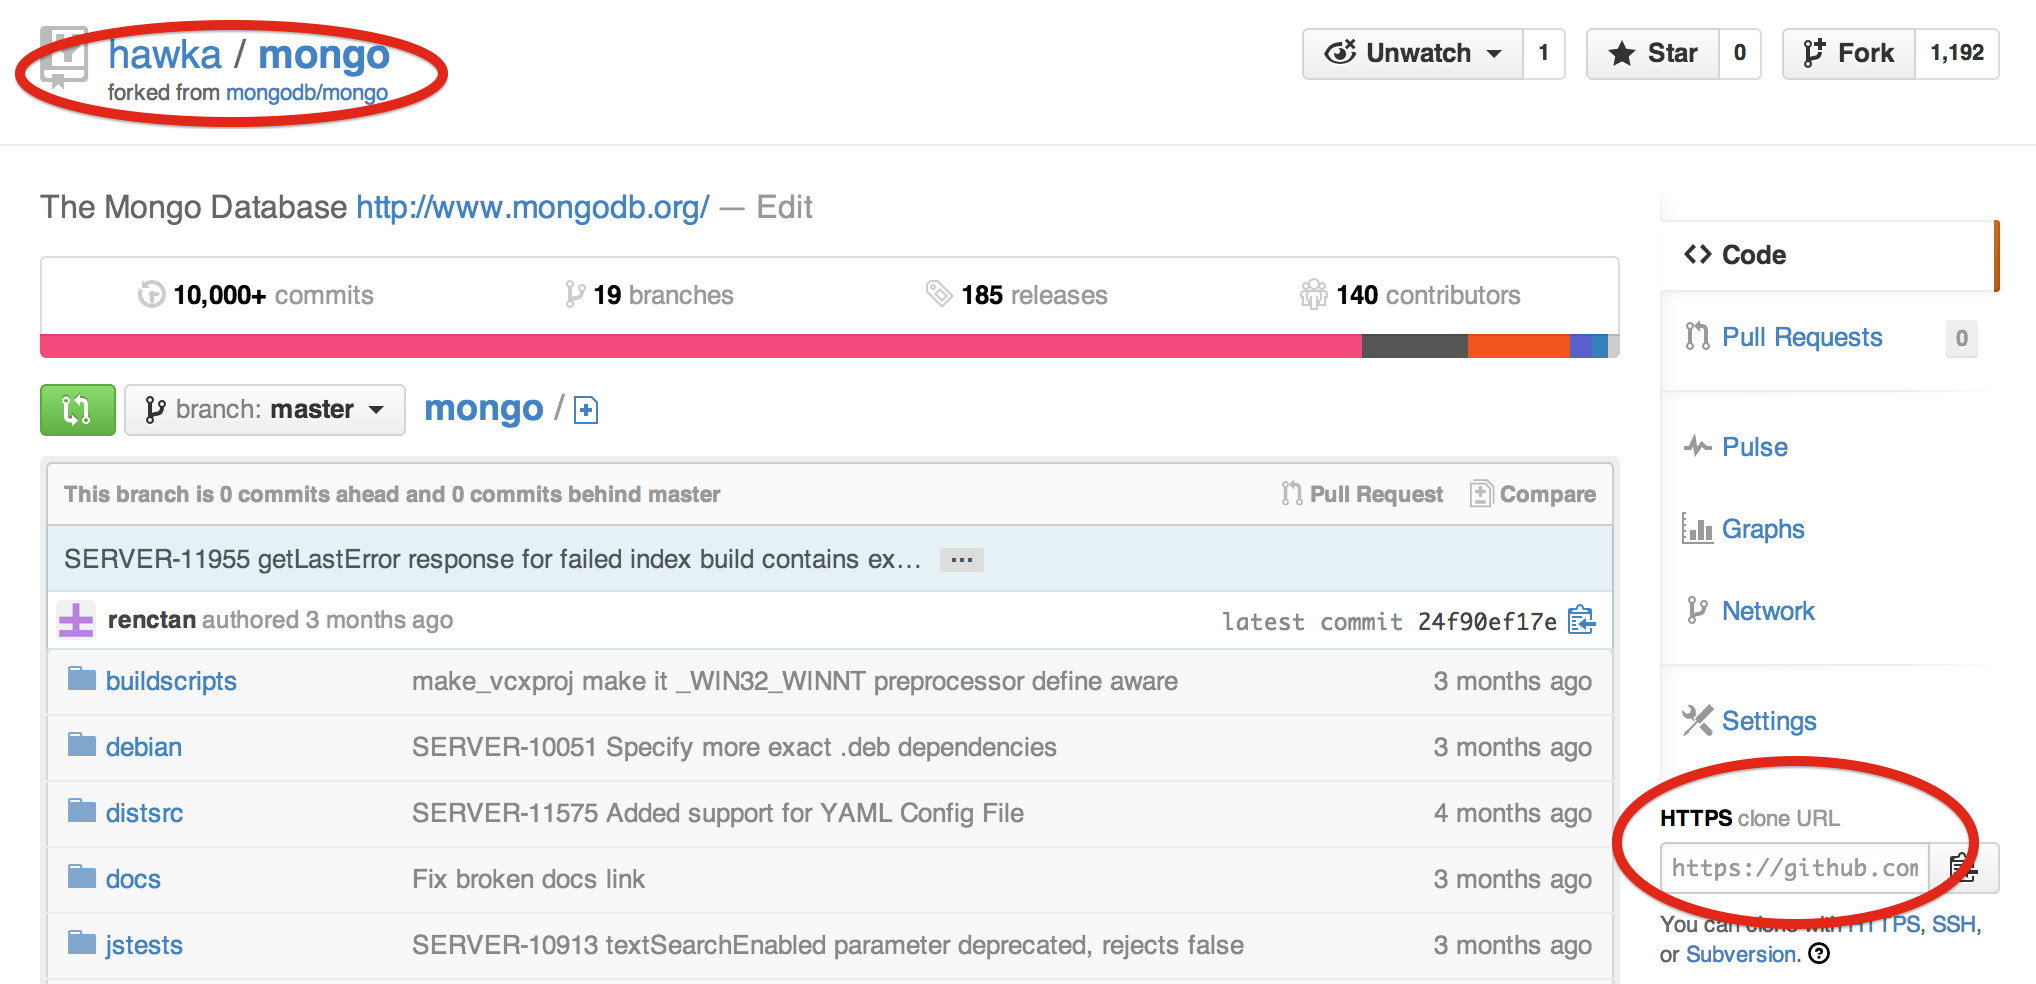 hawka / mongo
forked from mongodb/mongo
Unwatch 1
Star 0
Fork 1,192
The Mongo Database http://www.mongodb.org/ — Edit
10,000+ commits
19 branches
185 releases
140 contributors
branch: master
mongo /
This branch is 0 commits ahead and 0 commits behind master
Pull Request
Compare
SERVER-11955 getLastError response for failed index build contains ex… ...
renctan authored 3 months ago
latest commit 24f90ef17e
buildscripts make_vcxproj make it _WIN32_WINNT preprocessor define aware 3 months ago
debian SERVER-10051 Specify more exact .deb dependencies 3 months ago
distsrc SERVER-11575 Added support for YAML Config File 4 months ago
docs Fix broken docs link 3 months ago
jstests SERVER-10913 textSearchEnabled parameter deprecated, rejects false 3 months ago
Code
Pull Requests 0
Pulse
Graphs
Network
Settings
HTTPS clone URL
https://github.com
You can clone with HTTPS, SSH,
or Subversion.